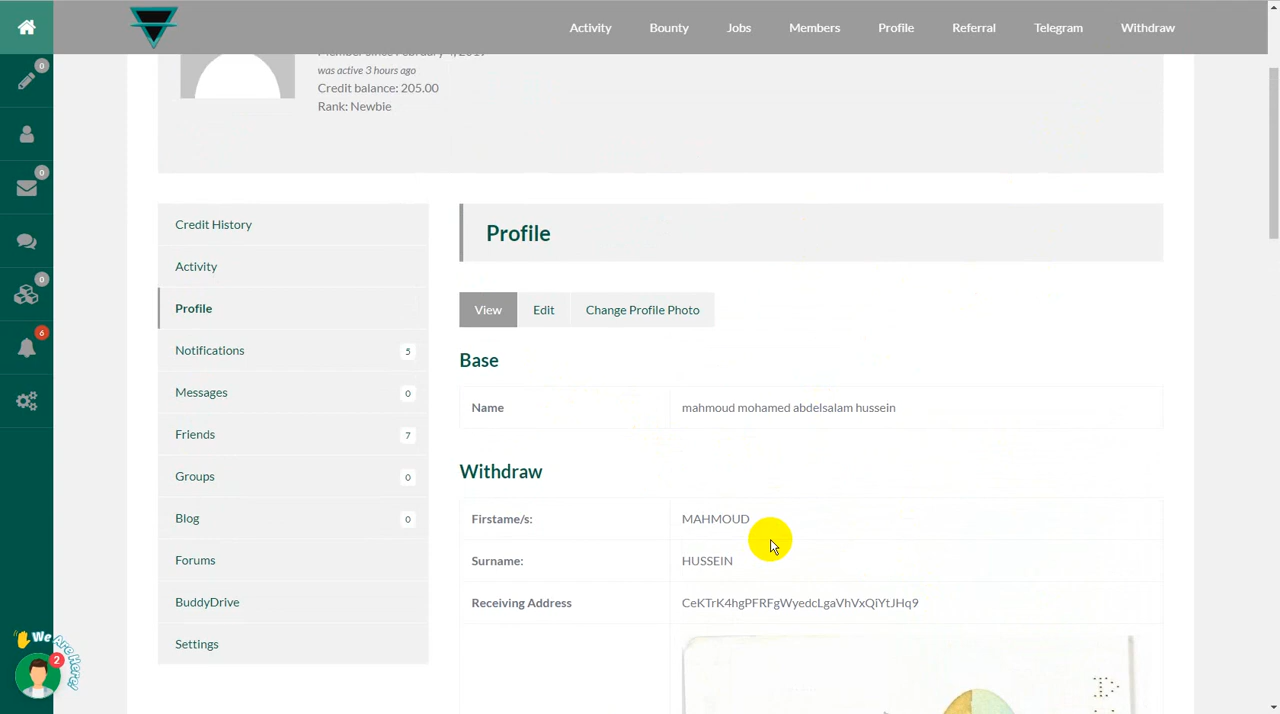 0
Activity Bounty Jobs Members Profile Referral Telegram Withdraw
was active 3 hours ago
Credit balance: 205.00
Rank: Newbie
0
0
6
Credit History
Activity
Profile
Notifications 5
Messages 0
Friends 7
Groups 0
Blog 0
Forums
BuddyDrive
Settings
Profile
View Edit Change Profile Photo
Base
Name mahmoud mohamed abdelsalam hussein
Withdraw
Firstame/s: MAHMOUD
Surname: HUSSEIN
Receiving Address CeKTrK4hgPFRFgWyedcLgaVhVxQiYtJHq9
We Are Here!
2